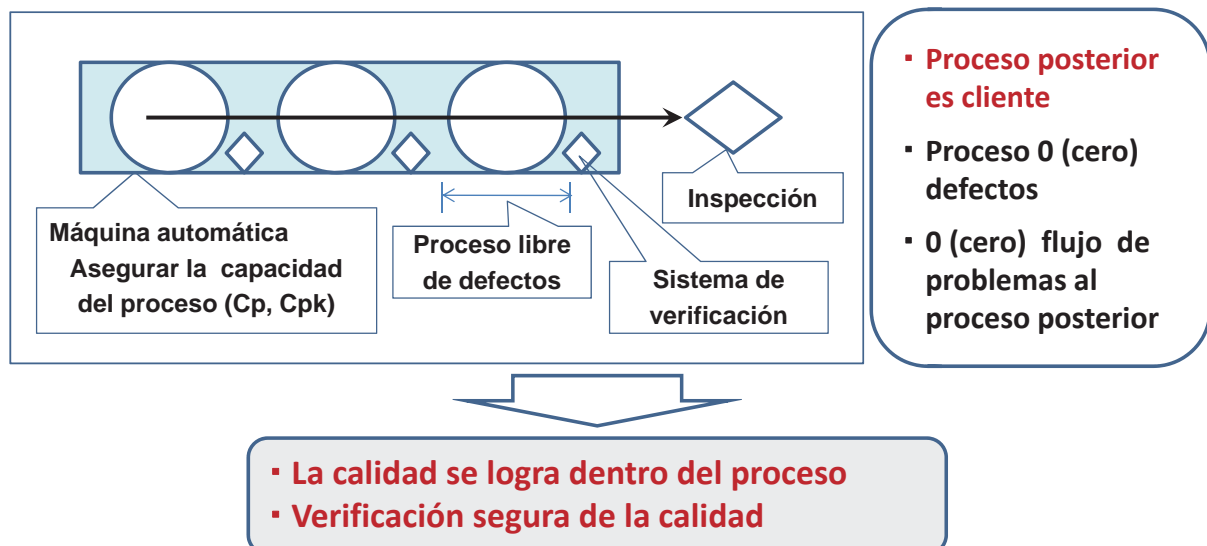 Máquina automática
Asegurar la capacidad
del proceso (Cp, Cpk)
Proceso libre
de defectos
Sistema de
verificación
Inspección
▪ Proceso posterior
es cliente
▪ Proceso 0 (cero)
defectos
▪ 0 (cero) flujo de
problemas al
proceso posterior
▪ La calidad se logra dentro del proceso
▪ Verificación segura de la calidad